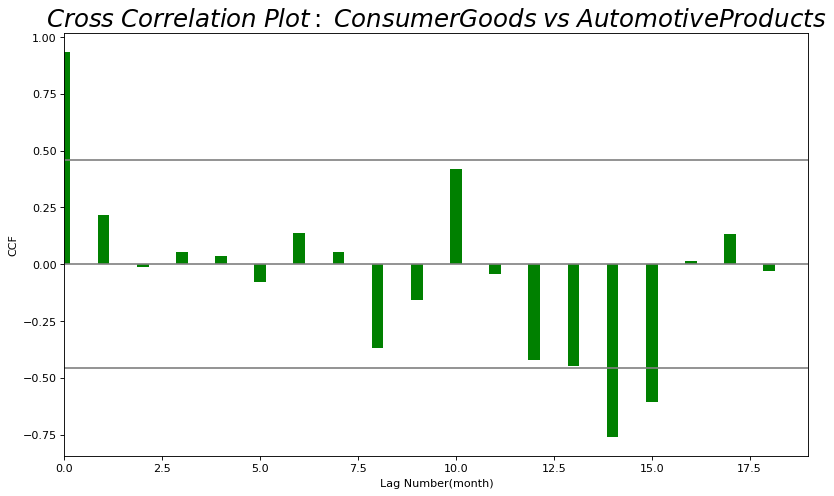 Cross Correlation Plot: ConsumerGoods vs AutomotiveProducts
1.00
0.75
0.50
0.25
0.00
−0.25
−0.50
−0.75
CCF
0.0 2.5 5.0 7.5 10.0 12.5 15.0 17.5
Lag Number(month)